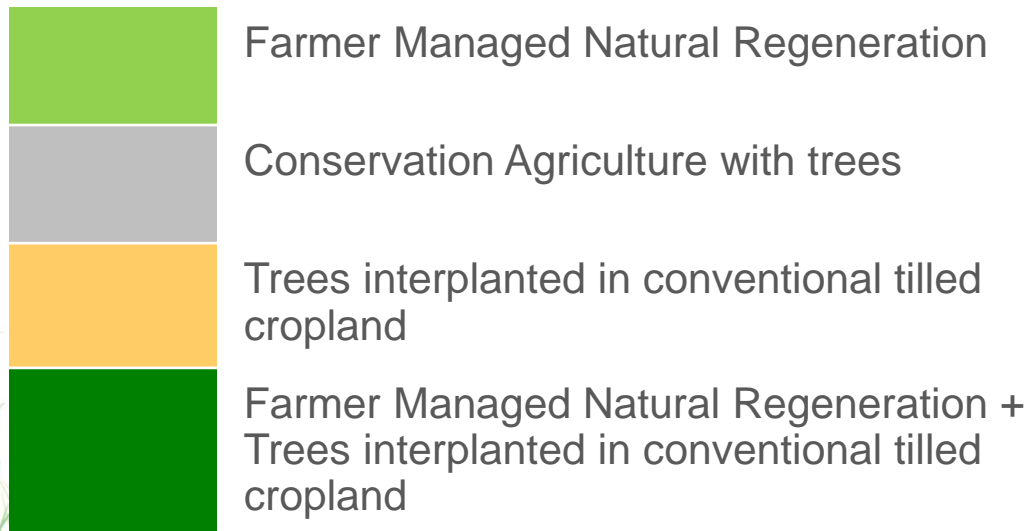 Farmer Managed Natural Regeneration
Conservation Agriculture with trees
Trees interplanted in conventional tilled
cropland
Farmer Managed Natural Regeneration +
Trees interplanted in conventional tilled
cropland